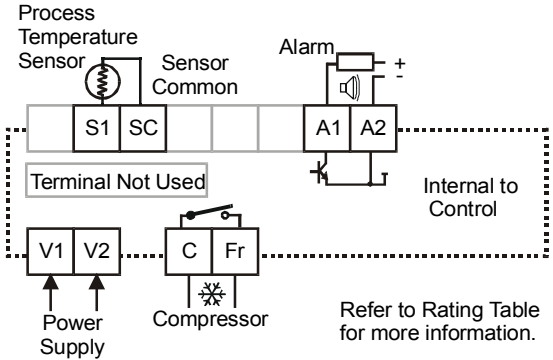 Process
Temperature
Sensor
Sensor
Common
Alarm
+
-
S1 SC A1 A2
Terminal Not Used
Internal to
Control
V1 V2 C Fr
Power
Supply
Compressor
Refer to Rating Table
for more information.